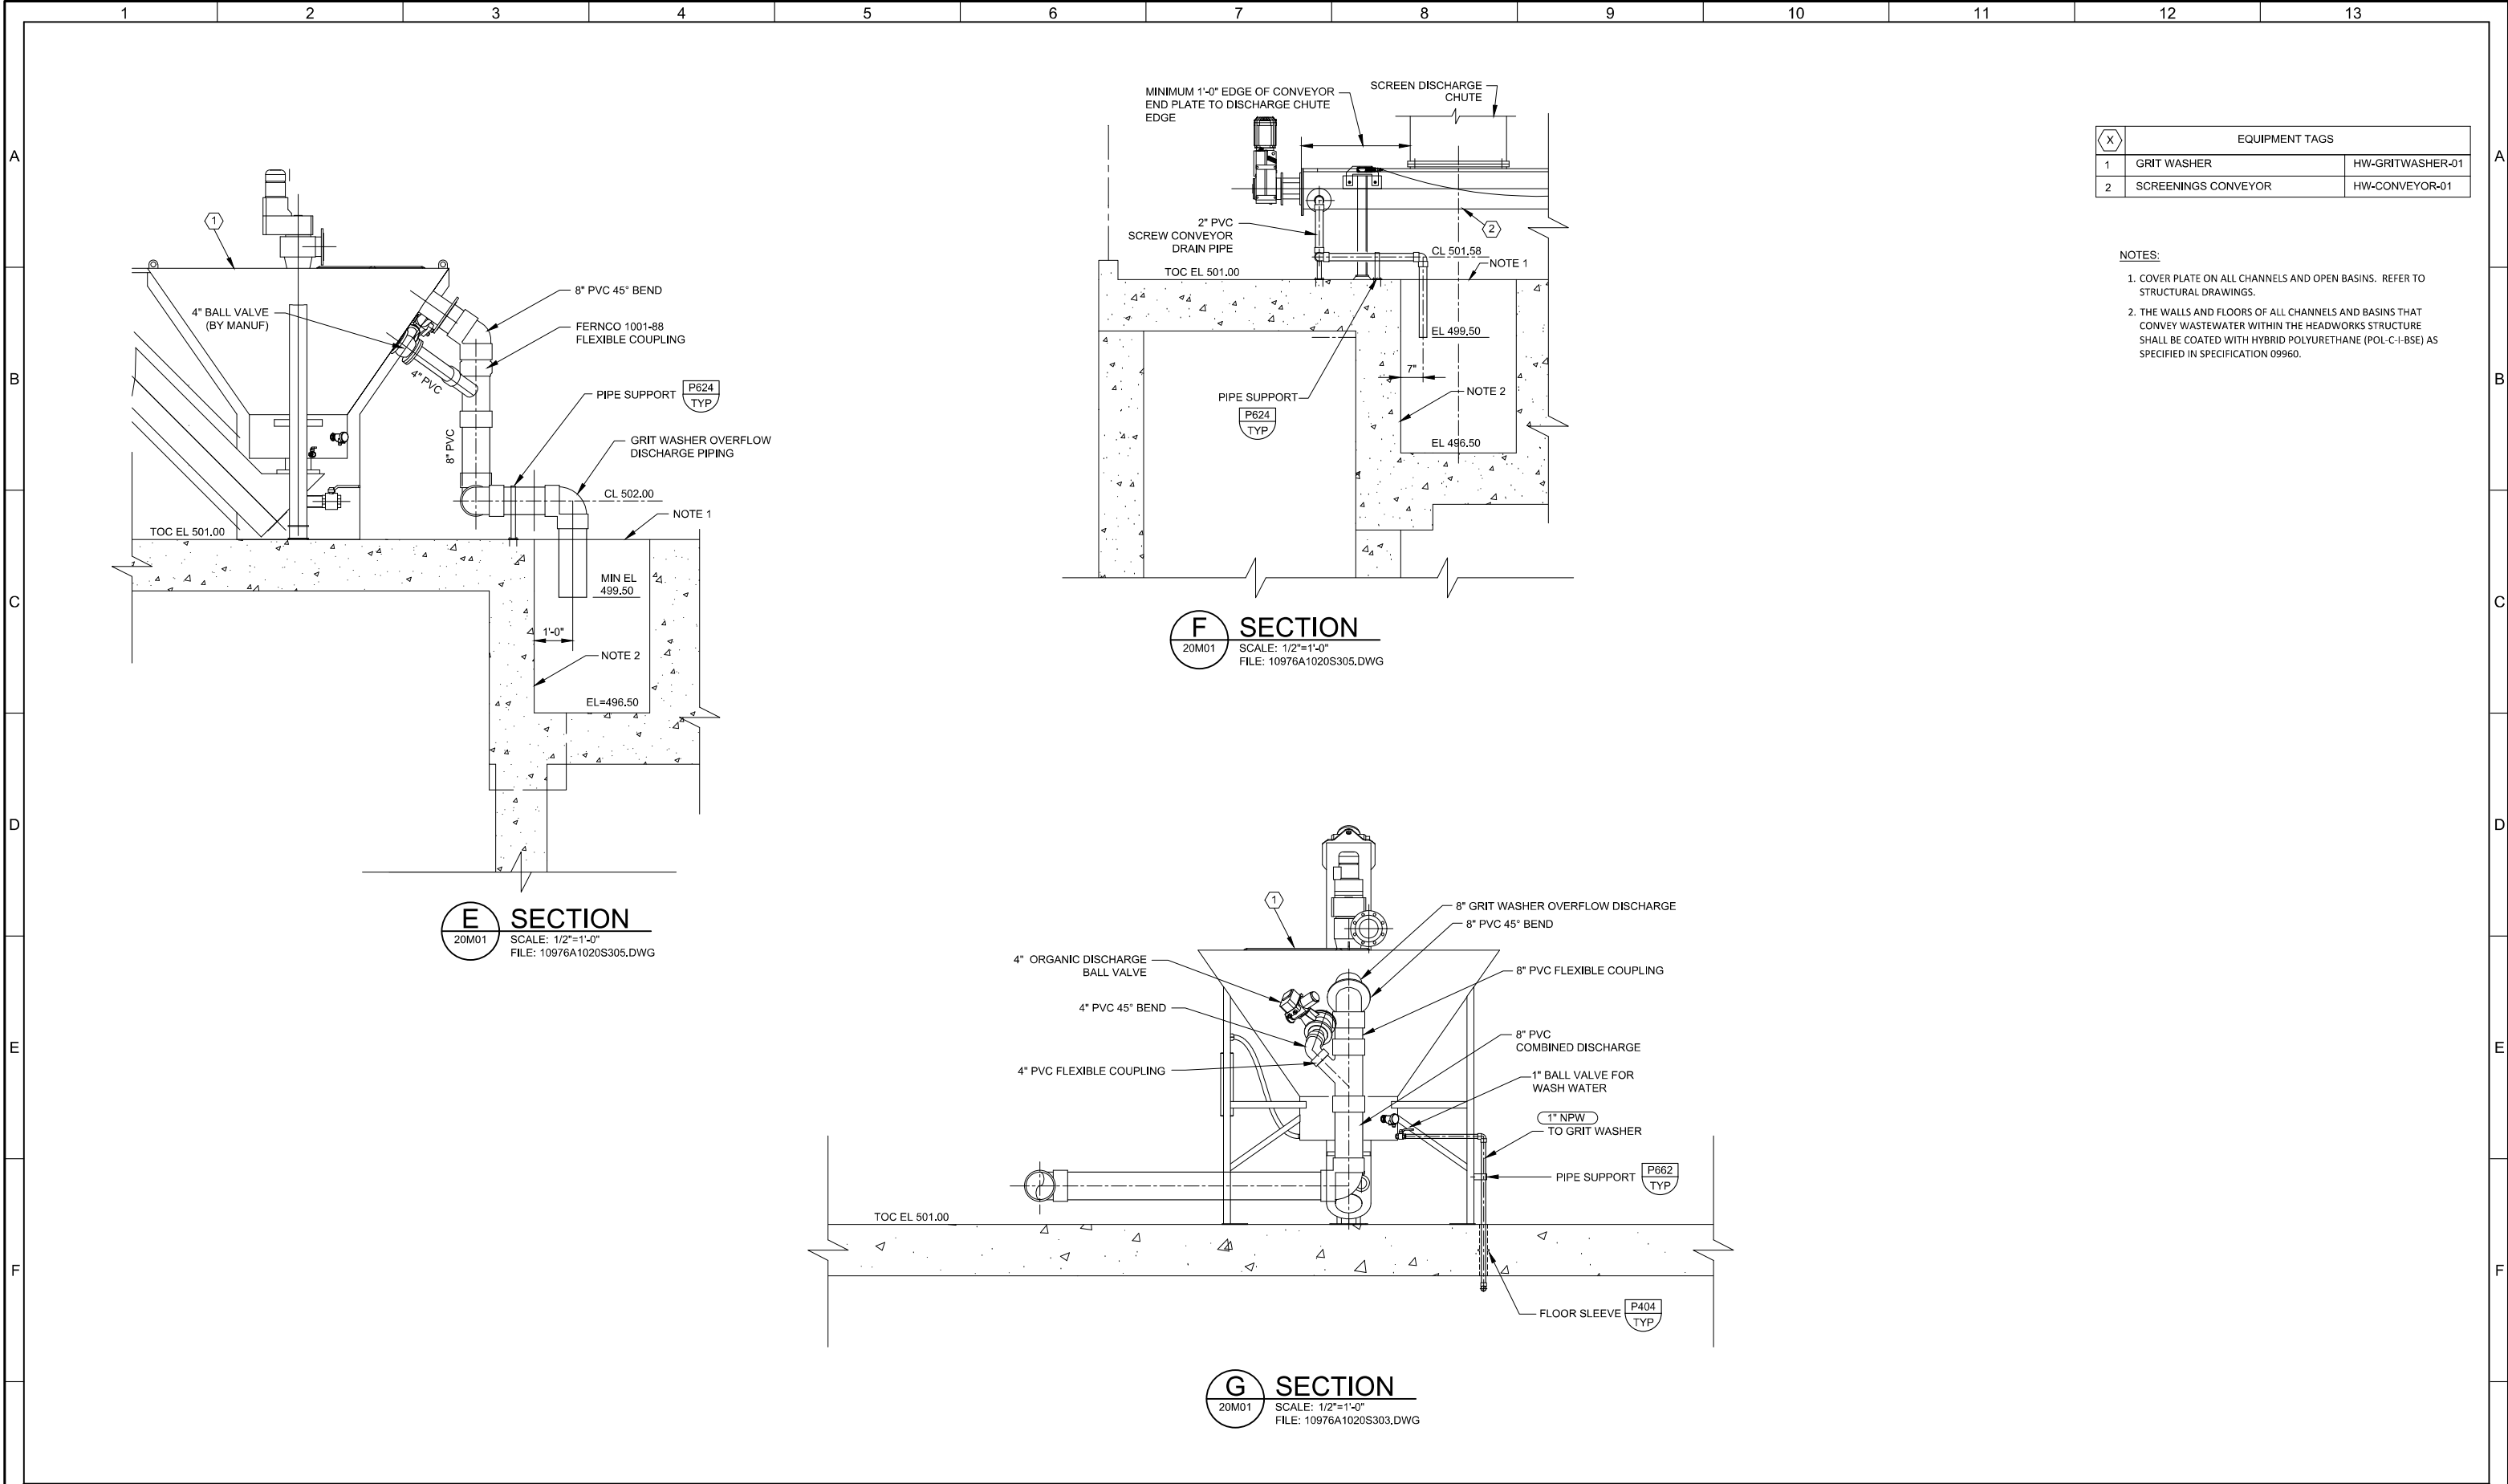 1 2 3 4 5 6 7 8 9 10 11 12 13
A
B
C
D
E
F
A
B
C
D
E
F
1
4" BALL VALVE
(BY MANUF)
8" PVC 45° BEND
FERNCO 1001-88
FLEXIBLE COUPLING
4" PVC
PIPE SUPPORT
P624
TYP
GRIT WASHER OVERFLOW
DISCHARGE PIPING
8" PVC
CL 502.00
NOTE 1
TOC EL 501.00
MIN EL
499.50
1'-0"
NOTE 2
EL=496.50
E
20M01
SECTION
SCALE: 1/2"=1'-0"
FILE: 10976A1020S305.DWG
MINIMUM 1'-0" EDGE OF CONVEYOR
END PLATE TO DISCHARGE CHUTE
EDGE
SCREEN DISCHARGE
CHUTE
2" PVC
SCREW CONVEYOR
DRAIN PIPE
2
CL 501.58
NOTE 1
TOC EL 501.00
EL 499.50
7"
NOTE 2
PIPE SUPPORT
P624
TYP
EL 496.50
F
20M01
SECTION
SCALE: 1/2"=1'-0"
FILE: 10976A1020S305.DWG
X EQUIPMENT TAGS
1 GRIT WASHER HW-GRITWASHER-01
2 SCREENINGS CONVEYOR HW-CONVEYOR-01
NOTES:
1. COVER PLATE ON ALL CHANNELS AND OPEN BASINS. REFER TO
STRUCTURAL DRAWINGS.
2. THE WALLS AND FLOORS OF ALL CHANNELS AND BASINS THAT
CONVEY WASTEWATER WITHIN THE HEADWORKS STRUCTURE
SHALL BE COATED WITH HYBRID POLYURETHANE (POL-C-I-BSE) AS
SPECIFIED IN SPECIFICATION 09960.
1
8" GRIT WASHER OVERFLOW DISCHARGE
8" PVC 45° BEND
4" ORGANIC DISCHARGE
BALL VALVE
8" PVC FLEXIBLE COUPLING
4" PVC 45° BEND
8" PVC
COMBINED DISCHARGE
4" PVC FLEXIBLE COUPLING
1" BALL VALVE FOR
WASH WATER
1" NPW
TO GRIT WASHER
PIPE SUPPORT
P662
TYP
TOC EL 501.00
FLOOR SLEEVE
P404
TYP
G
20M01
SECTION
SCALE: 1/2"=1'-0"
FILE: 10976A1020S303.DWG